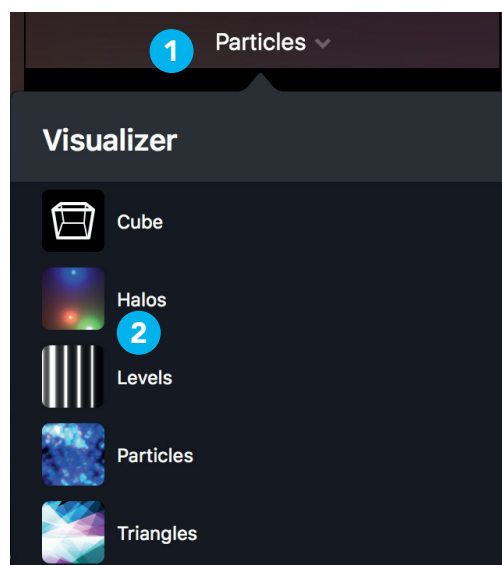 1 Particles
Visualizer
Cube
Halos
2
Levels
Particles
Triangles